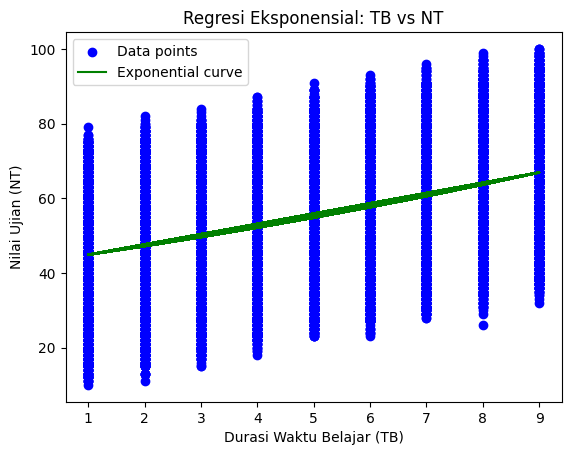 Regresi Eksponensial: TB vs NT
Data points
Exponential curve
100
80
60
40
20
Nilai Ujian (NT)
1 2 3 4 5 6 7 8 9
Durasi Waktu Belajar (TB)